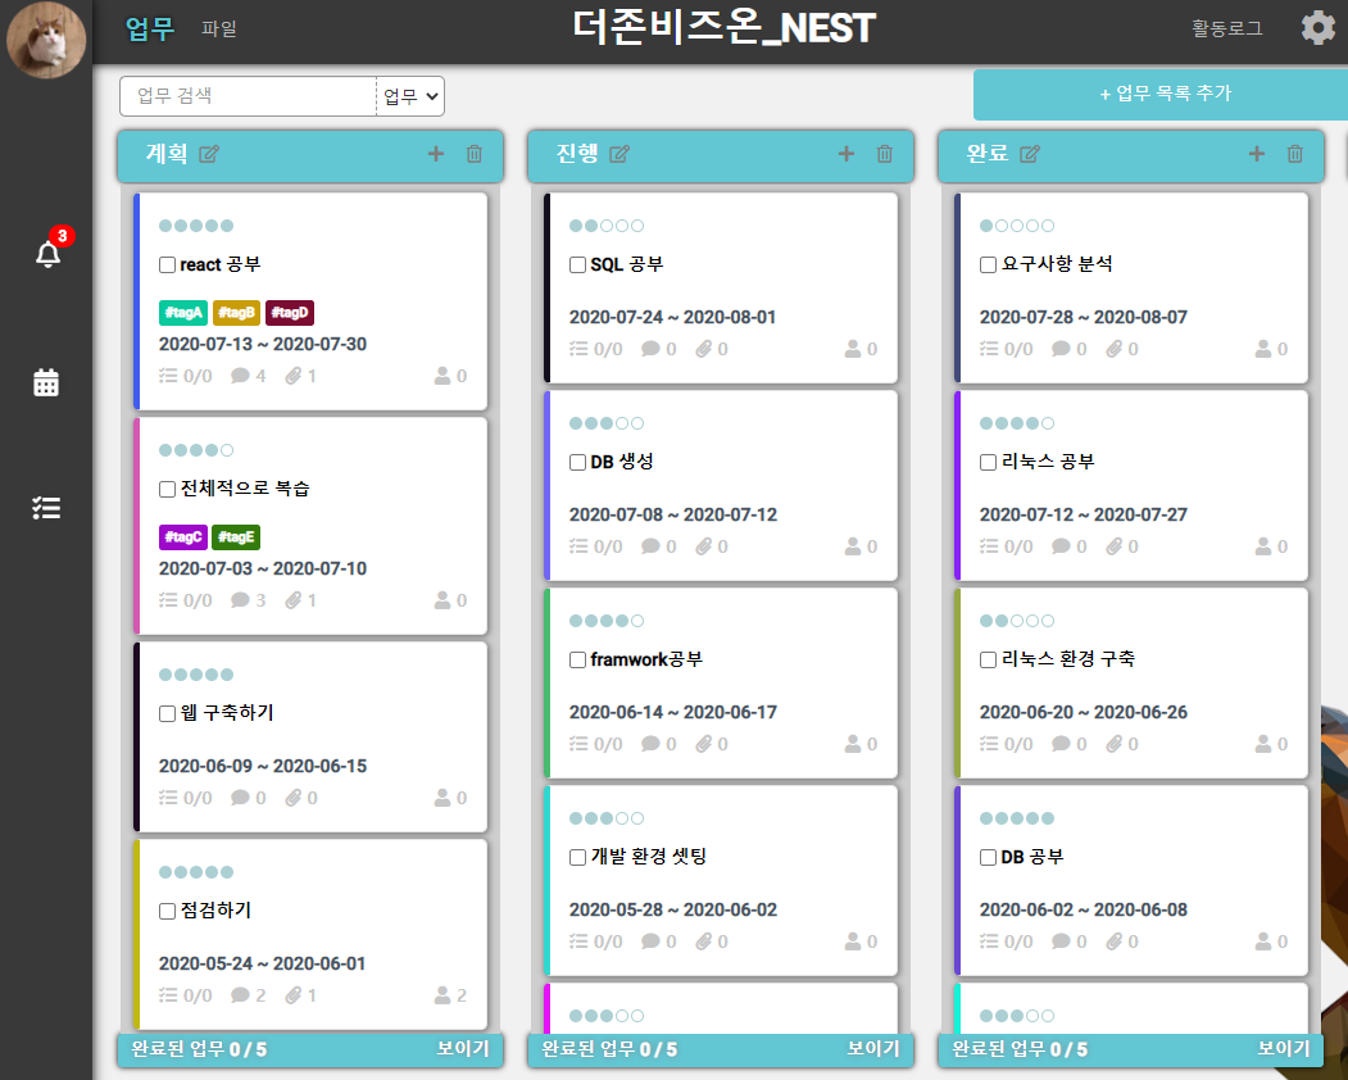 업무 파일 더존비즈온_NEST 활동로그
3
업무 검색 업무 + 업무 목록 추가
계획
react 공부
#tagA #tagB #tagD
2020-07-13 ~ 2020-07-30
0/0 4 1 0
전체적으로 복습
#tagC #tagE
2020-07-03 ~ 2020-07-10
0/0 3 1 0
웹 구축하기
2020-06-09 ~ 2020-06-15
0/0 0 0 0
점검하기
2020-05-24 ~ 2020-06-01
0/0 2 1 2
완료된 업무 0 / 5 보이기
진행
SQL 공부
2020-07-24 ~ 2020-08-01
0/0 0 0 0
DB 생성
2020-07-08 ~ 2020-07-12
0/0 0 0 0
framwork공부
2020-06-14 ~ 2020-06-17
0/0 0 0 0
개발 환경 셋팅
2020-05-28 ~ 2020-06-02
0/0 0 0 0
완료된 업무 0 / 5 보이기
완료
요구사항 분석
2020-07-28 ~ 2020-08-07
0/0 0 0 0
리눅스 공부
2020-07-12 ~ 2020-07-27
0/0 0 0 0
리눅스 환경 구축
2020-06-20 ~ 2020-06-26
0/0 0 0 0
DB 공부
2020-06-02 ~ 2020-06-08
0/0 0 0 0
완료된 업무 0 / 5 보이기